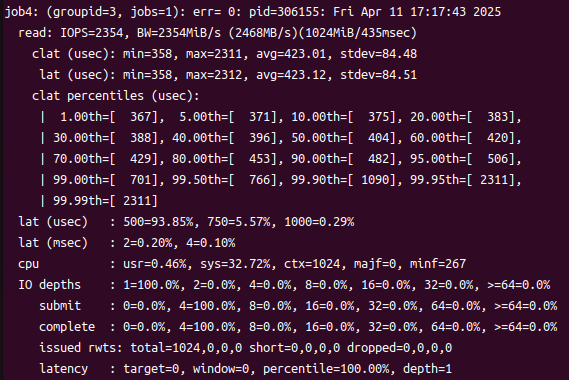 job4: (groupid=3, jobs=1): err= 0: pid=306155: Fri Apr 11 17:17:43 2025
  read: IOPS=2354, BW=2354MiB/s (2468MB/s)(1024MiB/435msec)
    clat (usec): min=358, max=2311, avg=423.01, stdev=84.48
     lat (usec): min=358, max=2312, avg=423.12, stdev=84.51
    clat percentiles (usec):
     |  1.00th=[  367],  5.00th=[  371], 10.00th=[  375], 20.00th=[  383],
     | 30.00th=[  388], 40.00th=[  396], 50.00th=[  404], 60.00th=[  420],
     | 70.00th=[  429], 80.00th=[  453], 90.00th=[  482], 95.00th=[  506],
     | 99.00th=[  701], 99.50th=[  766], 99.90th=[ 1090], 99.95th=[ 2311],
     | 99.99th=[ 2311]
  lat (usec)   : 500=93.85%, 750=5.57%, 1000=0.29%
  lat (msec)   : 2=0.20%, 4=0.10%
  cpu          : usr=0.46%, sys=32.72%, ctx=1024, majf=0, minf=267
  IO depths    : 1=100.0%, 2=0.0%, 4=0.0%, 8=0.0%, 16=0.0%, 32=0.0%, >=64=0.0%
     submit    : 0=0.0%, 4=100.0%, 8=0.0%, 16=0.0%, 32=0.0%, 64=0.0%, >=64=0.0%
     complete  : 0=0.0%, 4=100.0%, 8=0.0%, 16=0.0%, 32=0.0%, 64=0.0%, >=64=0.0%
     issued rwts: total=1024,0,0,0 short=0,0,0,0 dropped=0,0,0,0
     latency   : target=0, window=0, percentile=100.00%, depth=1